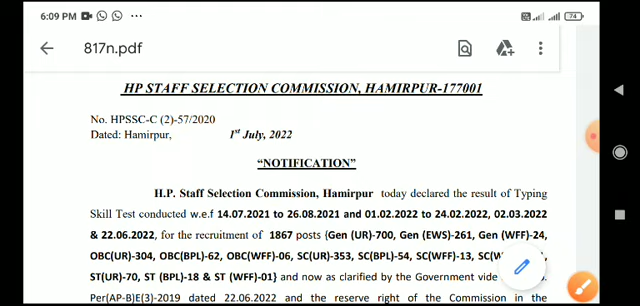 6:09 PM ... 74
817n.pdf
HP STAFF SELECTION COMMISSION, HAMIRPUR-177001
No. HPSSC-C (2)-57/2020
Dated: Hamirpur, 1st July, 2022
“NOTIFICATION”
H.P. Staff Selection Commission, Hamirpur today declared the result of Typing
Skill Test conducted w.e.f 14.07.2021 to 26.08.2021 and 01.02.2022 to 24.02.2022, 02.03.2022
& 22.06.2022, for the recruitment of 1867 posts {Gen (UR)-700, Gen (EWS)-261, Gen (WFF)-24,
OBC(UR)-304, OBC(BPL)-62, OBC(WFF)-06, SC(UR)-353, SC(BPL)-54, SC(WFF)-13,
ST(UR)-70, ST (BPL)-18 & ST (WFF)-01} and now as clarified by the Government vide
Per(AP-B)E(3)-2019 dated 22.06.2022 and the reserve right of the Commission in the